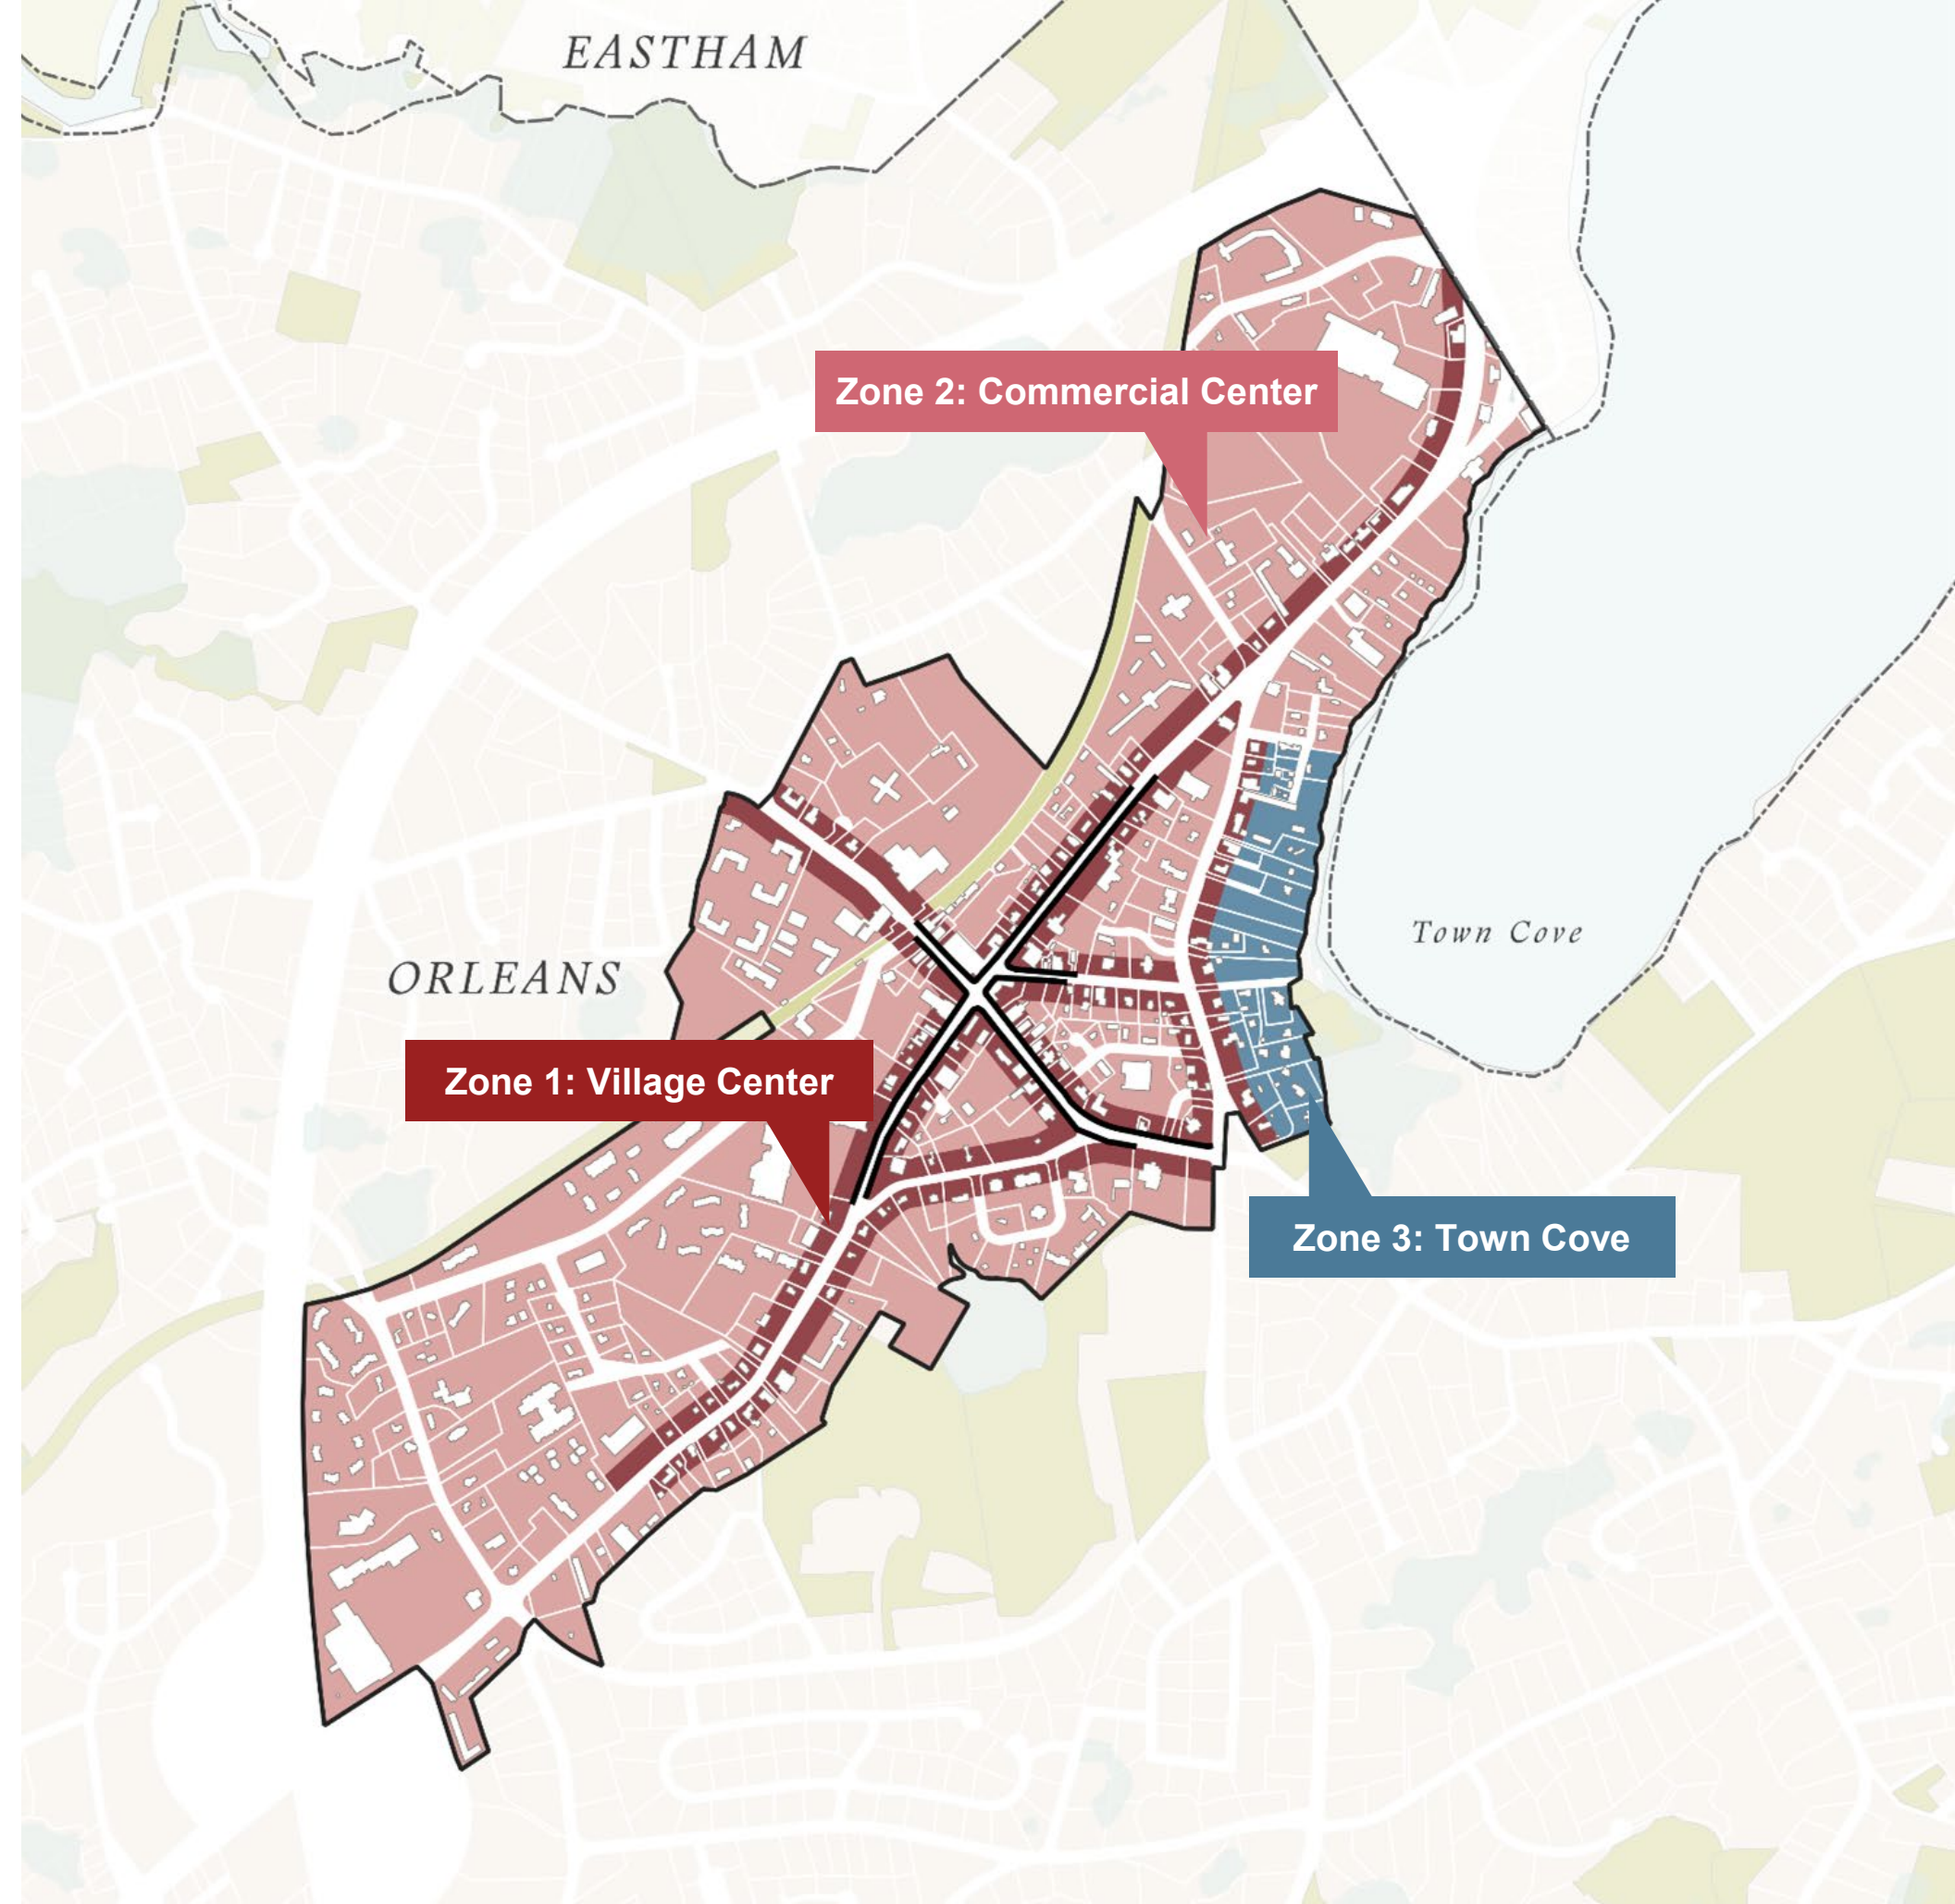 EASTHAM
Zone 2: Commercial Center
Town Cove
ORLEANS
Zone 1: Village Center
Zone 3: Town Cove